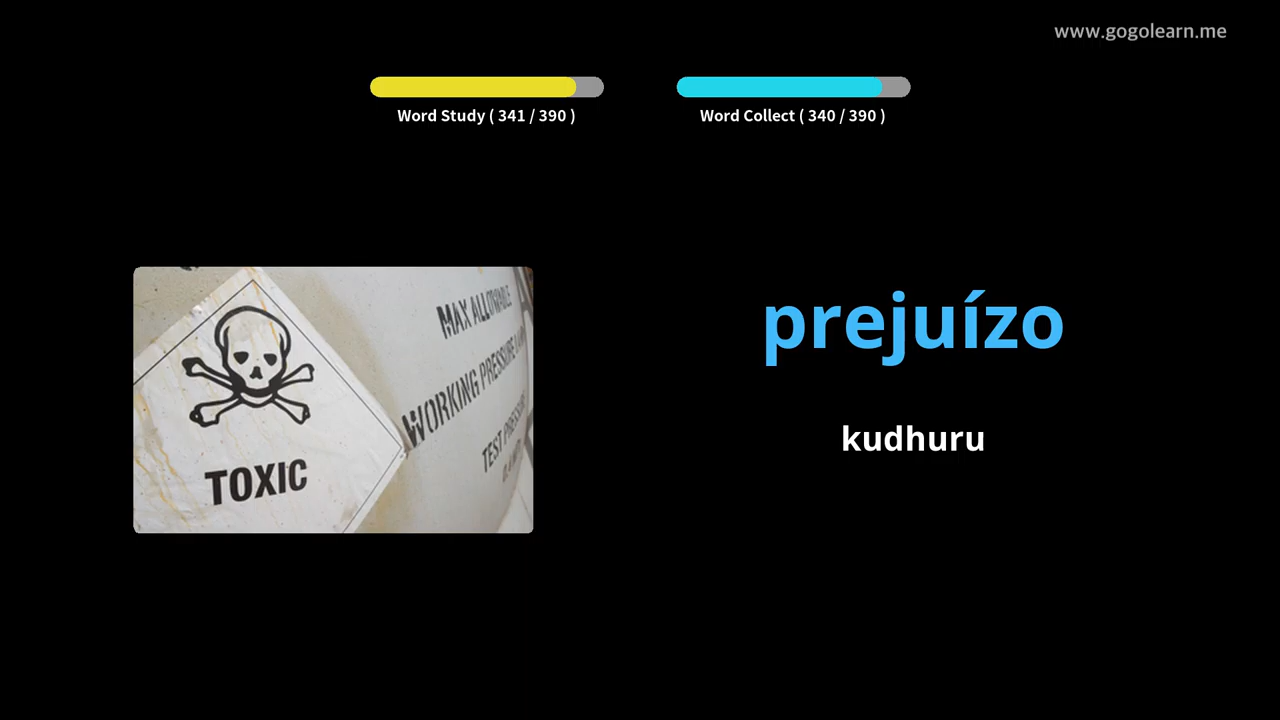 www.gogolearn.me
Word Study ( 341 / 390 )
Word Collect ( 340 / 390 )
MAX ALLOWABLE
WORKING PRESSURE
TEST PRESSURE
TOXIC
prejuízo
kudhuru